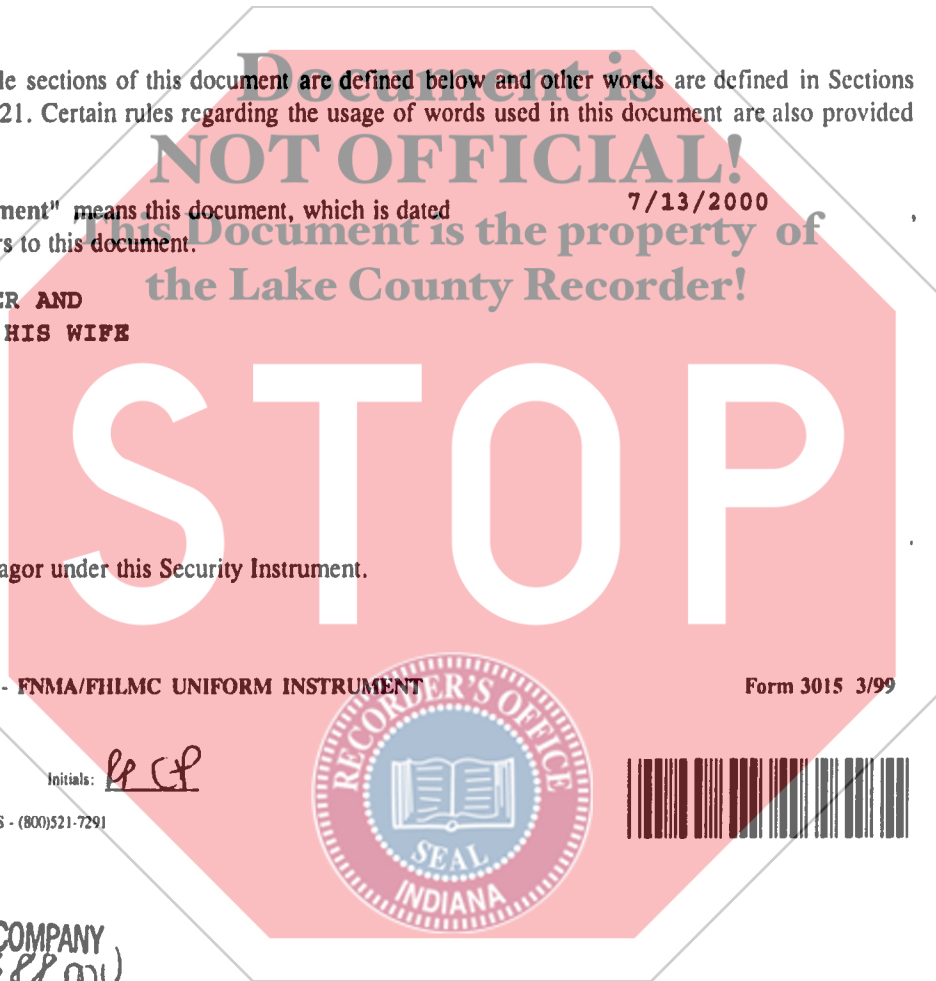 le sections of this document are defined below and other words are defined in Sections
Document is
21. Certain rules regarding the usage of words used in this document are also provided
NOT OFFICIAL!
ment" means this document, which is dated 7/13/2000 ,
This Document is the property of
rs to this document.
the Lake County Recorder!
ER AND
HIS WIFE
STOP
agor under this Security Instrument.
- FNMA/FHLMC UNIFORM INSTRUMENT Form 3015 3/99
RECORDER'S OFFICE
Initials:
S - (800)521-7291
SEAL
INDIANA
COMPANY